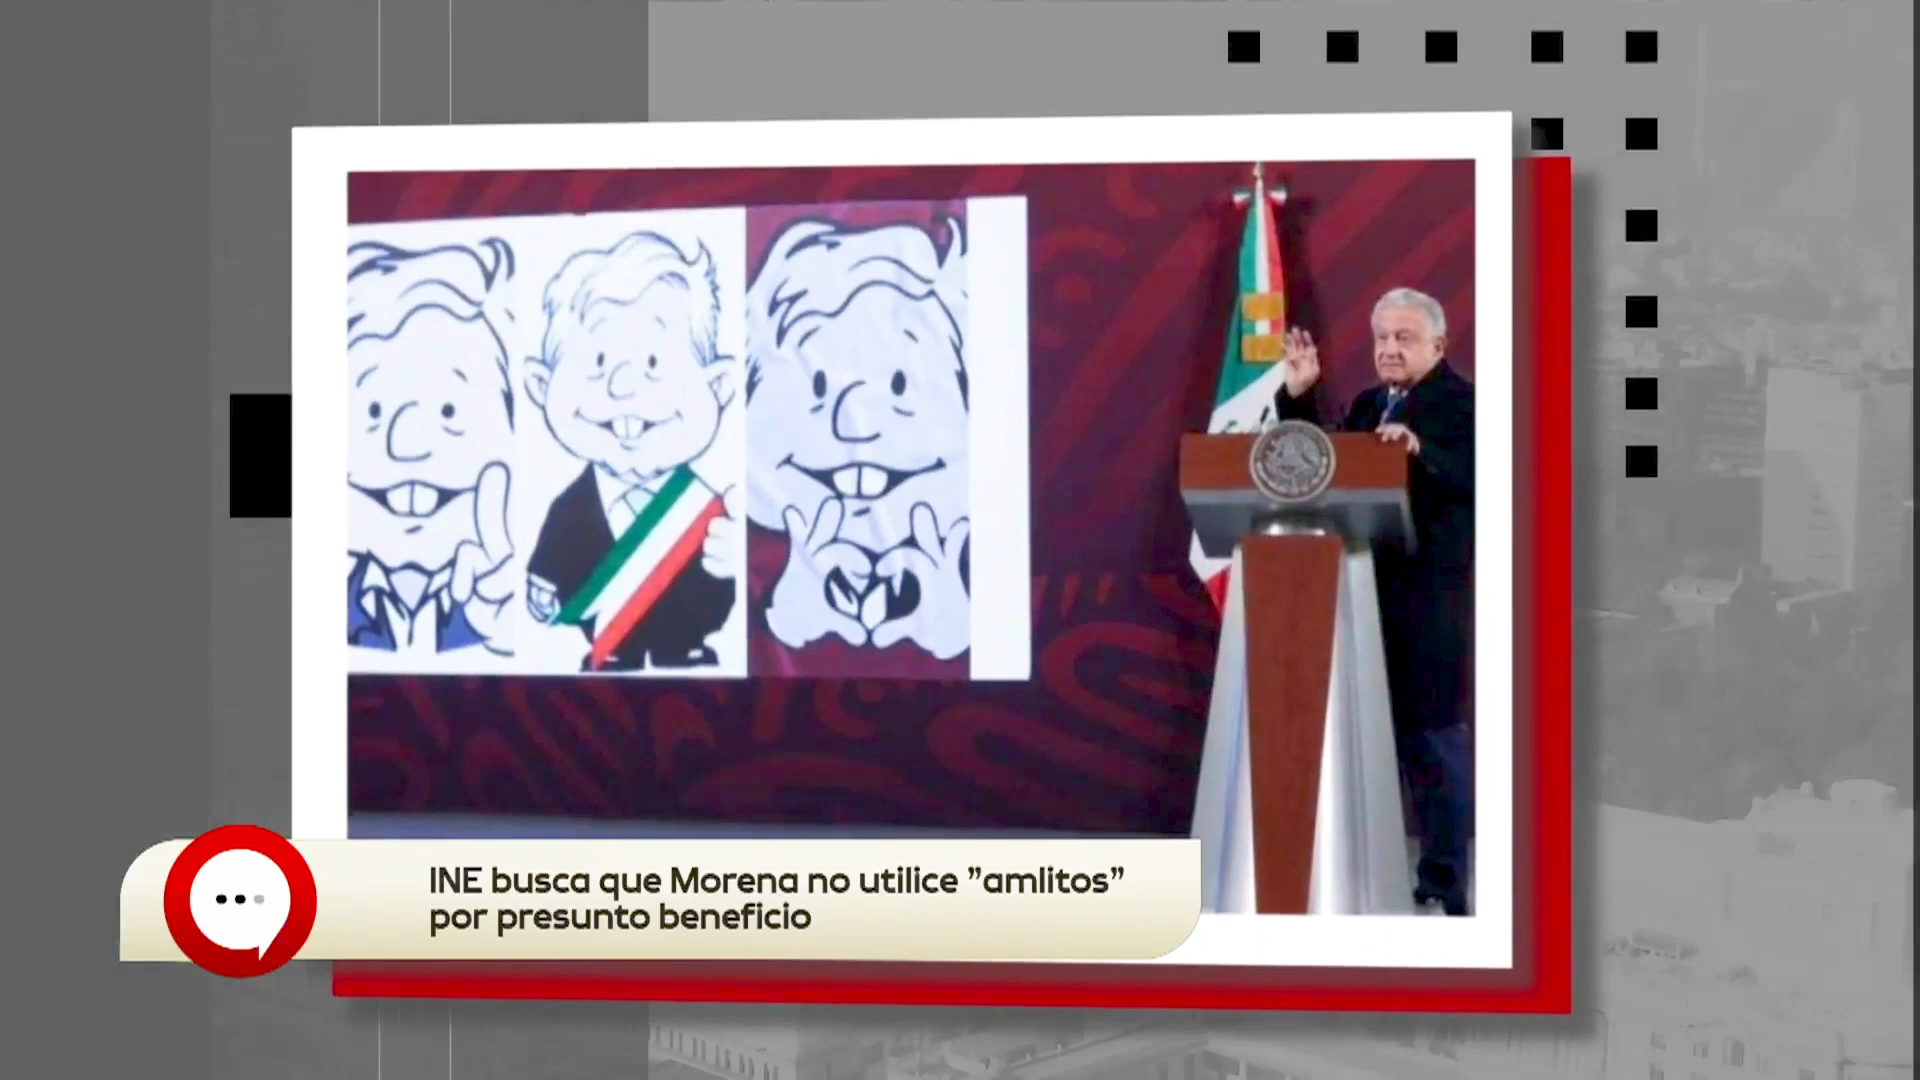 INE busca que Morena no utilice ”amlitos”
por presunto beneficio